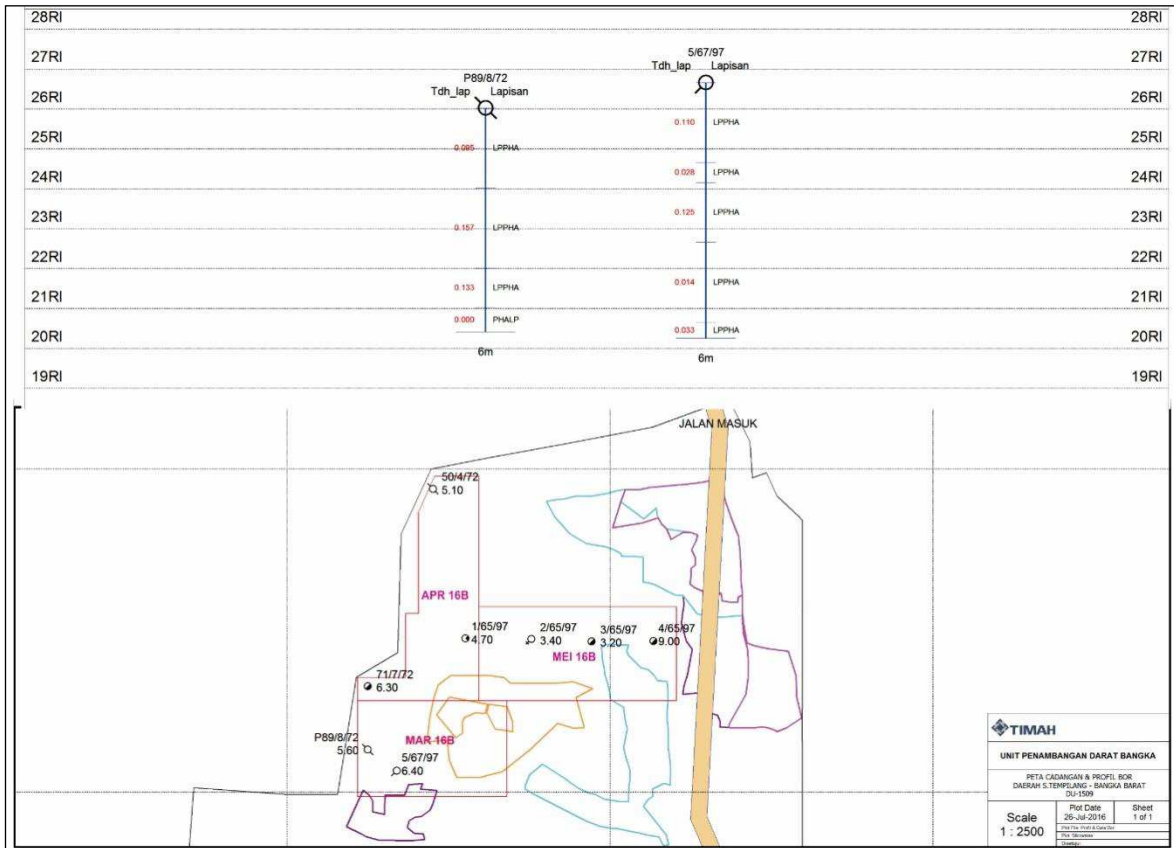 28RI 28RI
27RI 27RI
5/67/97
Tdh_lap Lapisan
P89/8/72
Tdh_lap Lapisan
26RI 26RI
0.110 LPPHA
25RI 25RI
0.095 LPPHA
0.028 LPPHA
24RI 24RI
0.125 LPPHA
23RI 23RI
0.157 LPPHA
22RI 22RI
0.133 LPPHA
0.014 LPPHA
21RI 21RI
0.000 PHALP
0.033 LPPHA
20RI 20RI
6m
6m
19RI 19RI
JALAN MASUK
50/4/72
5.10
APR 16B
1/65/97
4.70
2/65/97
3.40
3/65/97
3.20
4/65/97
9.00
MEI 16B
71/7/72
6.30
P89/8/72
5.60
MAR 16B
5/67/97
6.40
TIMAH
UNIT PENAMBANGAN DARAT BANGKA
PETA CADANGAN & PROFIL BOR
DAERAH S.TEMPILANG - BANGKA BARAT
DU-1509
Scale
1 : 2500
Plot Date
26-Jul-2016
Sheet
1 of 1